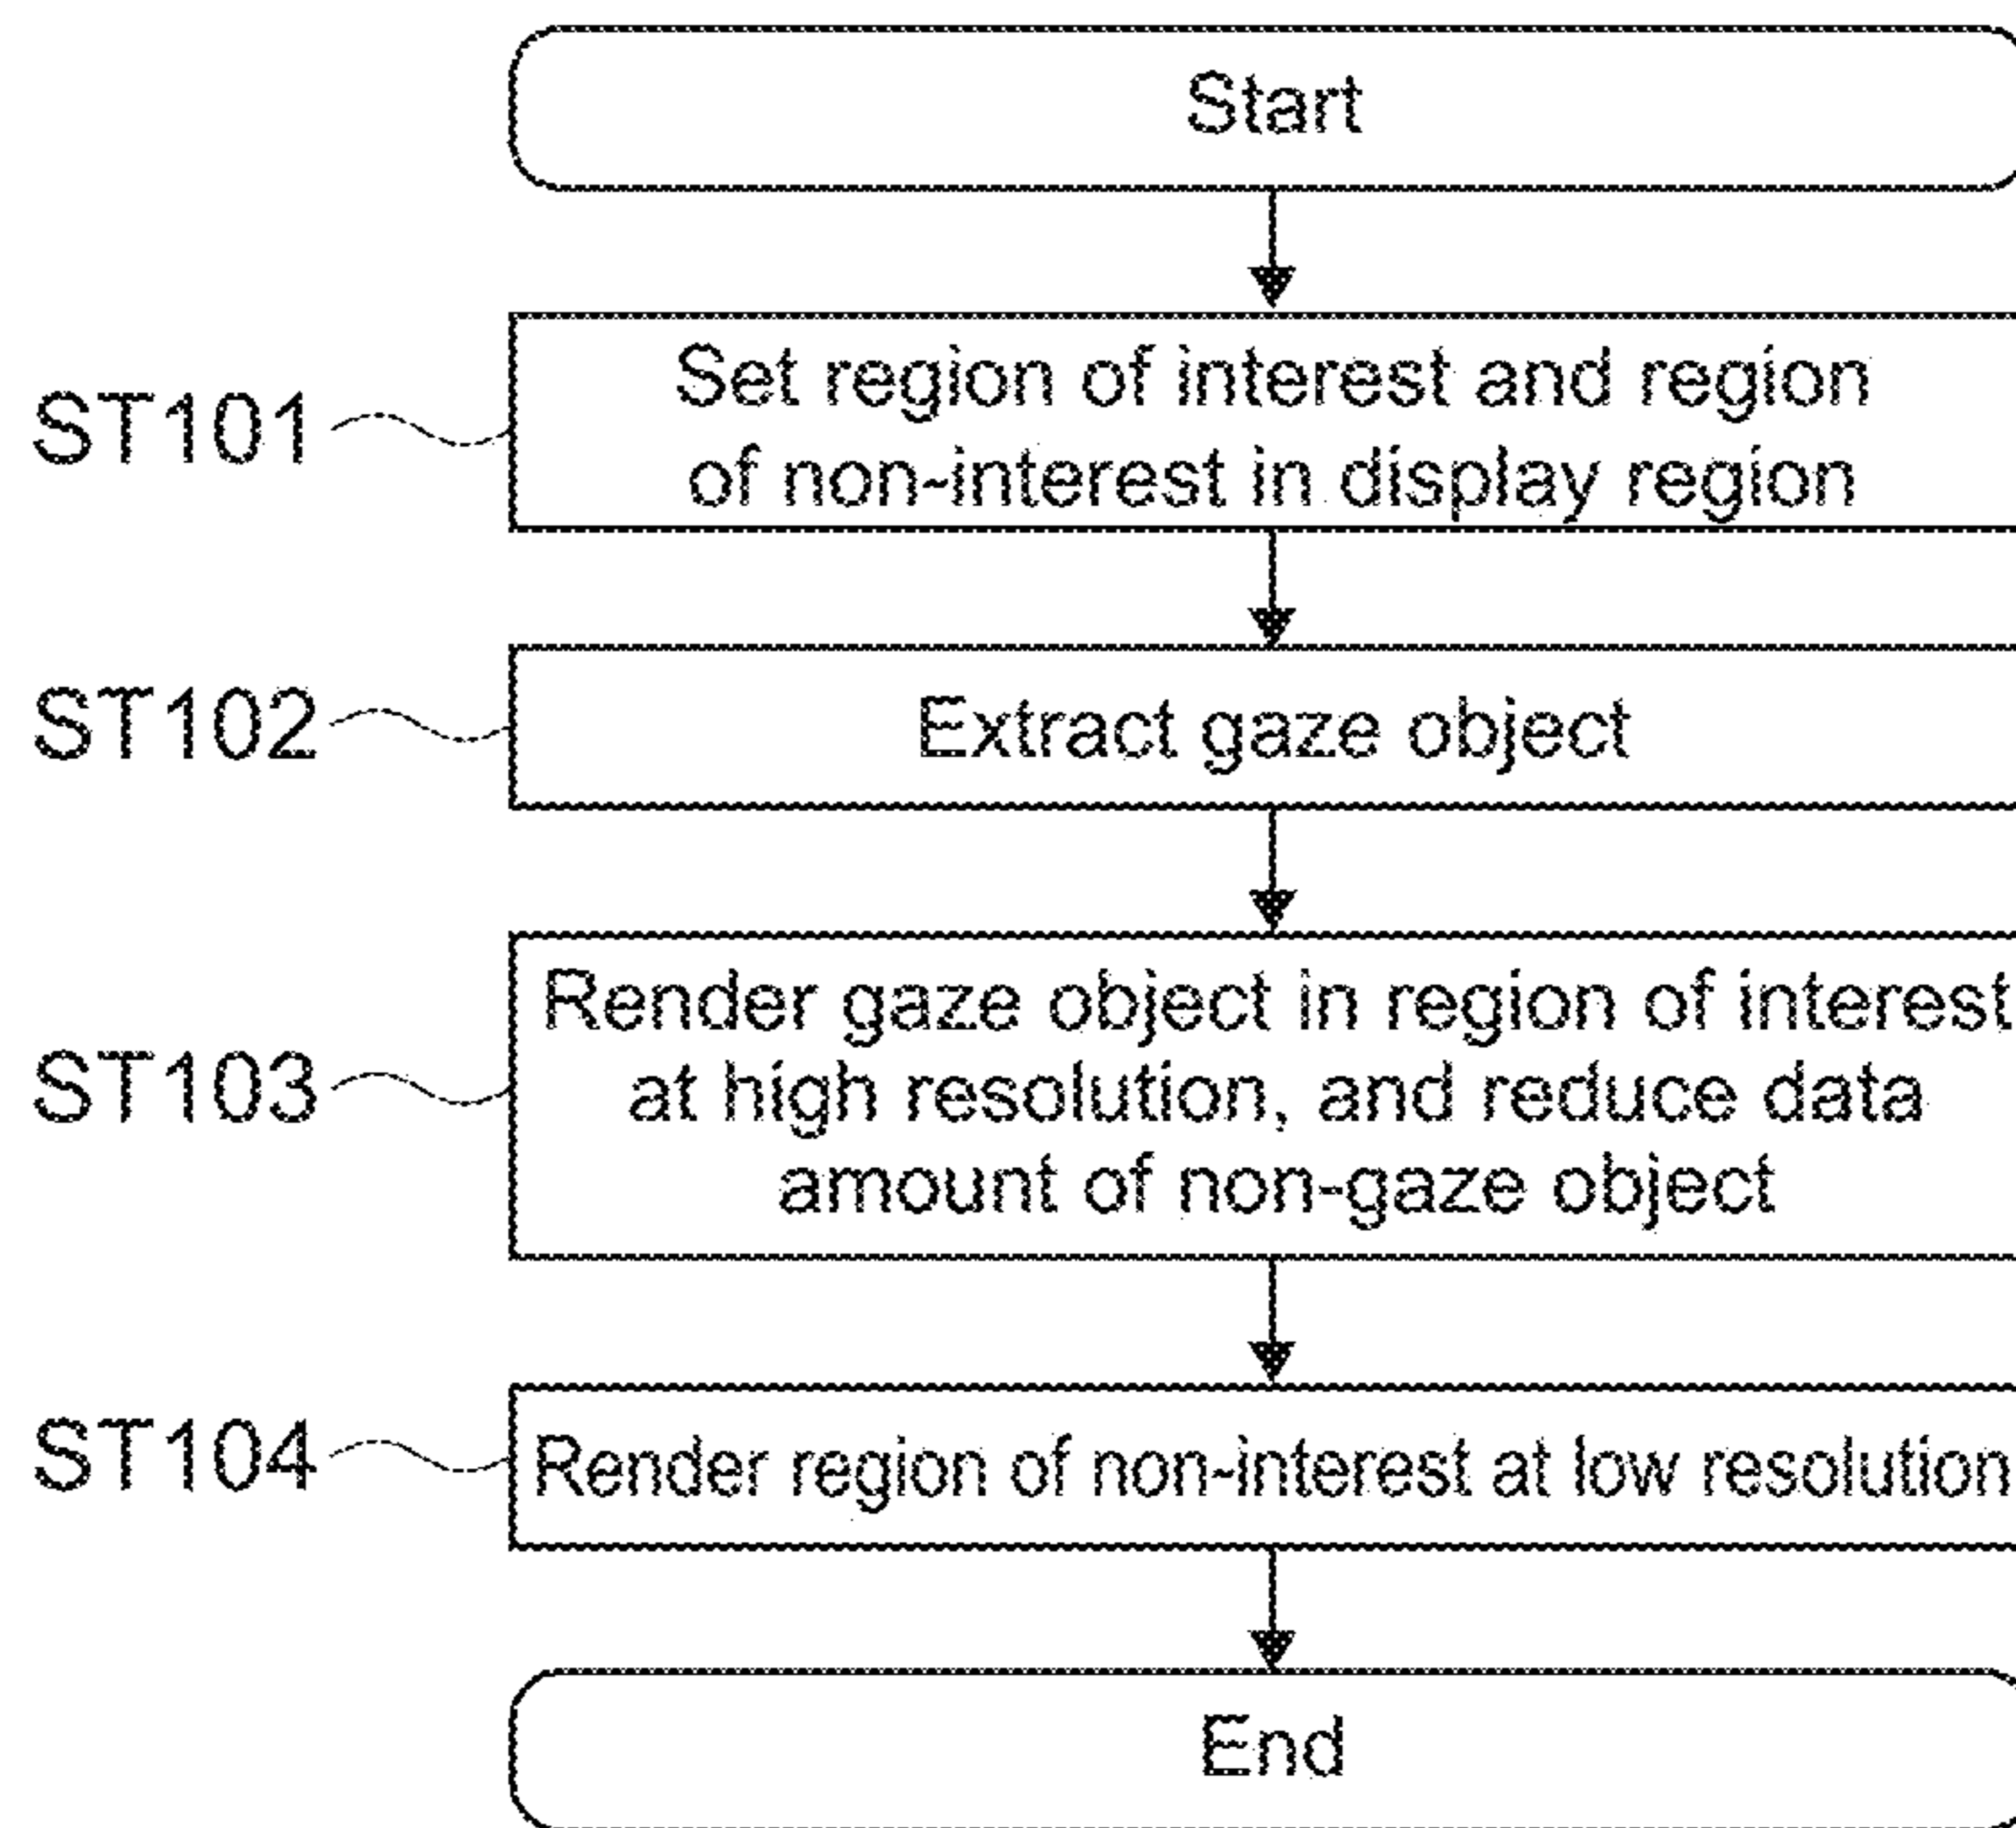 Start
ST101
Set region of interest and region
of non-interest in display region
ST102
Extract gaze object
ST103
Render gaze object in region of interest
at high resolution, and reduce data
amount of non-gaze object
ST104
Render region of non-interest at low resolution
End